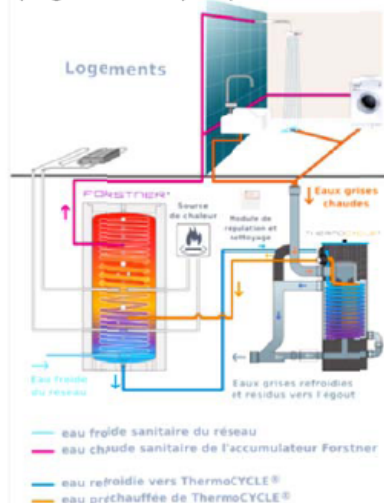 Logements
Eaux grises
chaudes
FORSTNER
Source
de chaleur
Module de
régulation et
nettoyage
THERMOCYCLE
Eau froide
du réseau
Eaux grises refroidies
et résidus vers l'égout
eau froide sanitaire du réseau
eau chaude sanitaire de l'accumulateur Forstner
eau refroidie vers ThermoCYCLE®
eau préchauffée de ThermoCYCLE®